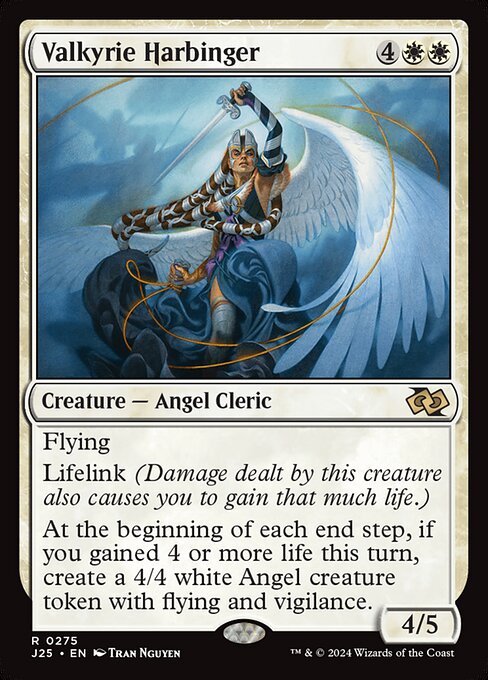 Valkyrie Harbinger 4
Creature — Angel Cleric
Flying
Lifelink (Damage dealt by this creature
also causes you to gain that much life.)
At the beginning of each end step, if
you gained 4 or more life this turn,
create a 4/4 white Angel creature
token with flying and vigilance.
4/5
R 0275
J25 • EN Tran Nguyen
™ & © 2024 Wizards of the Coast